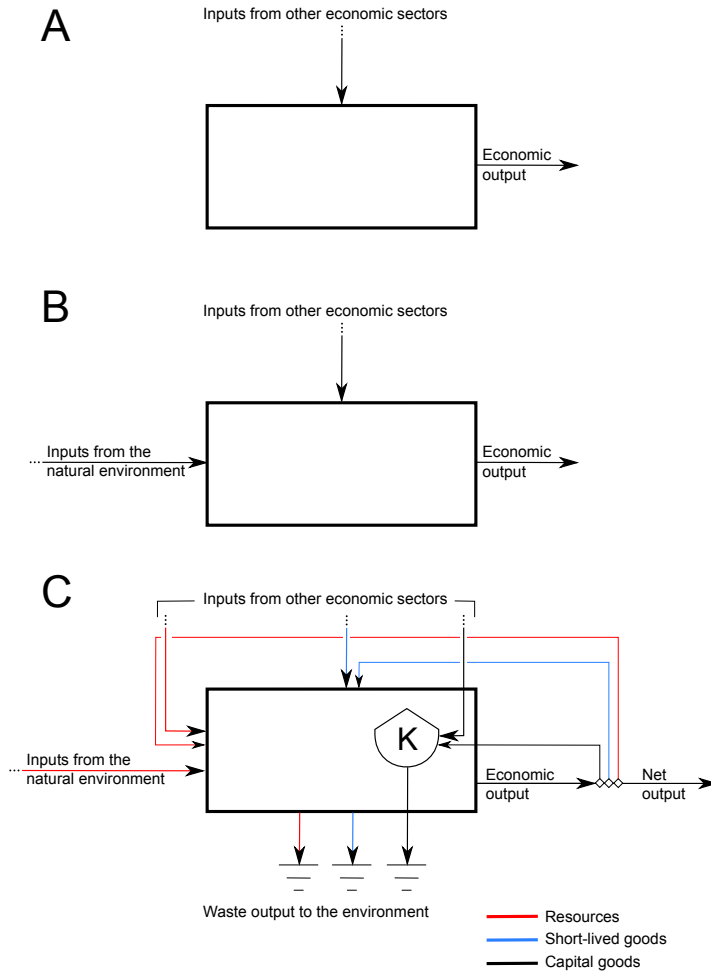 A
Inputs from other economic sectors
Economic
output
B
Inputs from other economic sectors
Inputs from the
natural environment
Economic
output
C
Inputs from other economic sectors
K
Inputs from the
natural environment
Economic
output
Net
output
Waste output to the environment
Resources
Short-lived goods
Capital goods